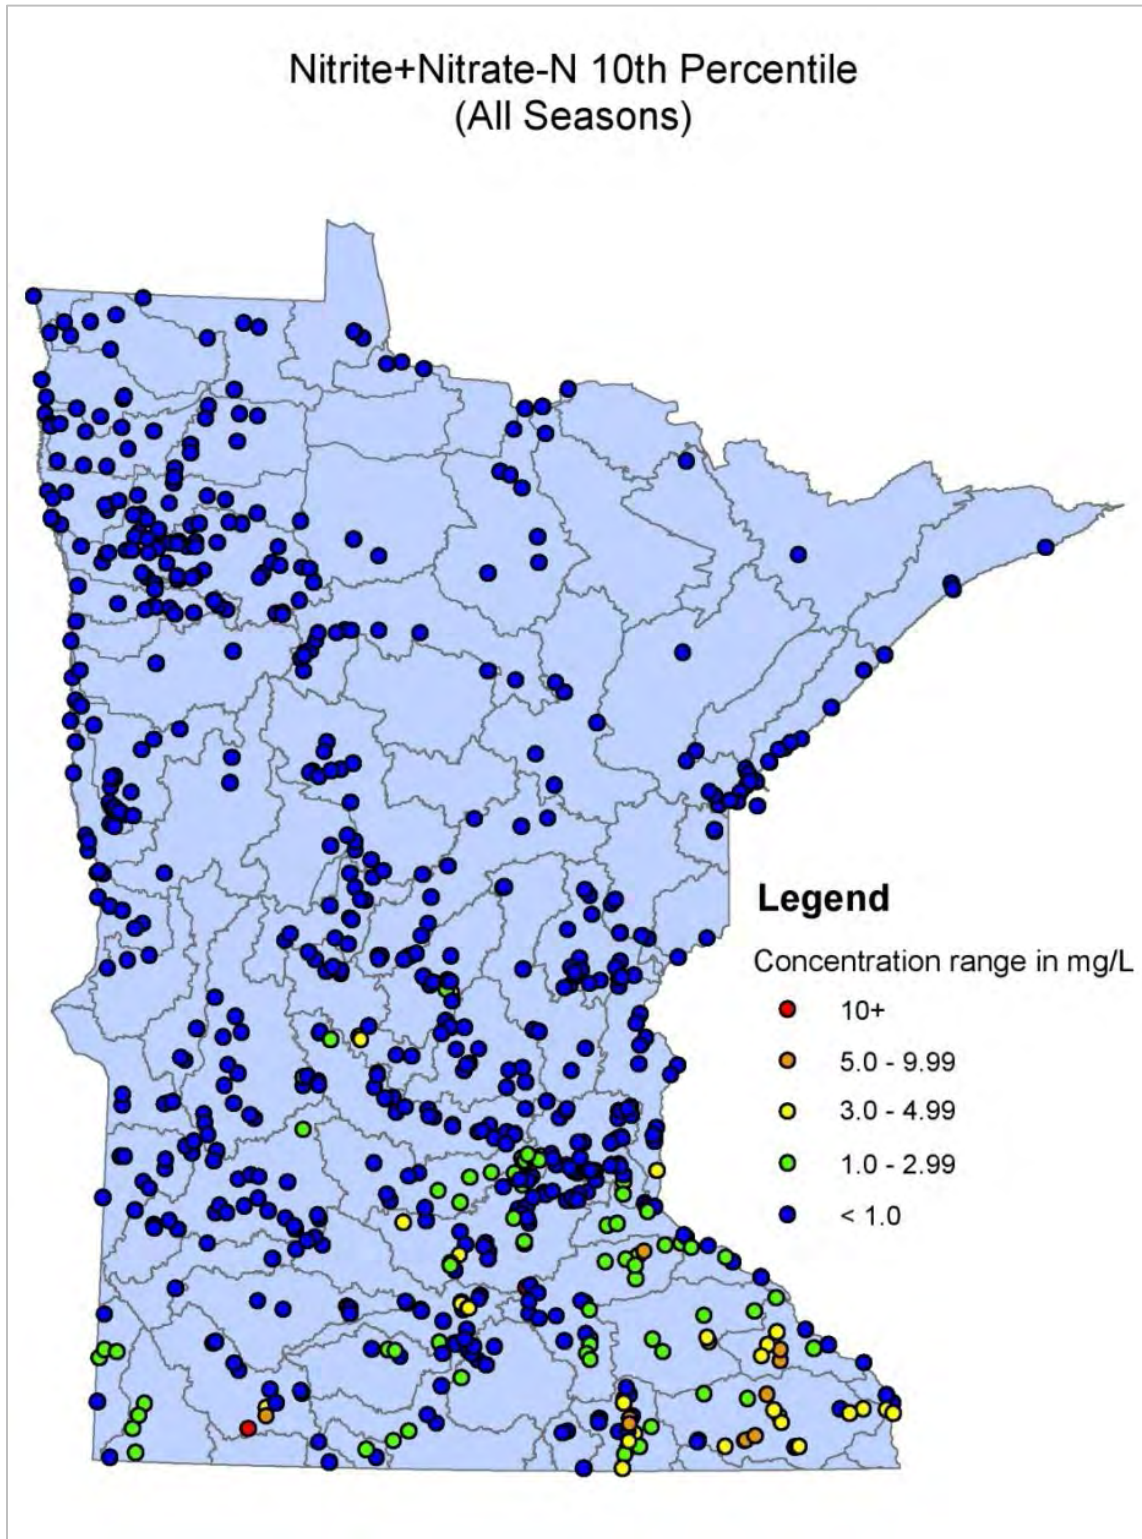 Nitrite+Nitrate-N 10th Percentile
(All Seasons)
Legend
Concentration range in mg/L
10+
5.0 - 9.99
3.0 - 4.99
1.0 - 2.99
< 1.0